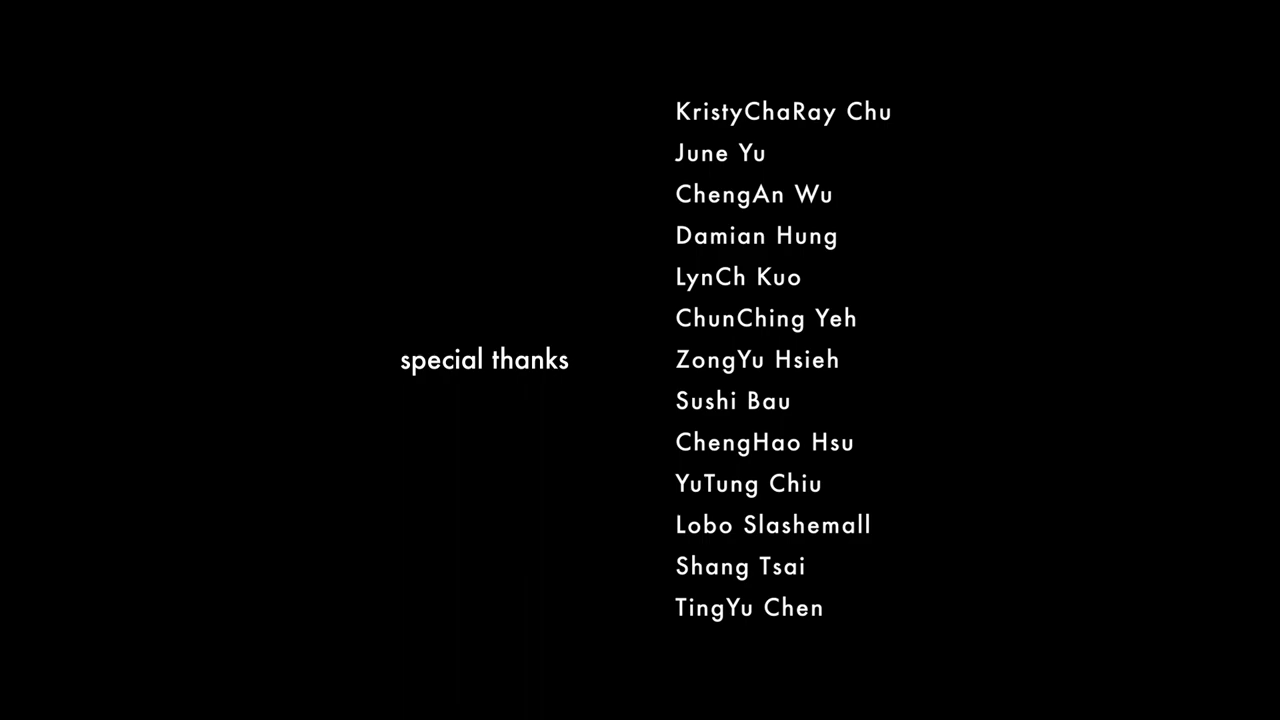 KristyChaRay Chu
June Yu
ChengAn Wu
Damian Hung
LynCh Kuo
ChunChing Yeh
special thanks
ZongYu Hsieh
Sushi Bau
ChengHao Hsu
YuTung Chiu
Lobo Slashemall
Shang Tsai
TingYu Chen